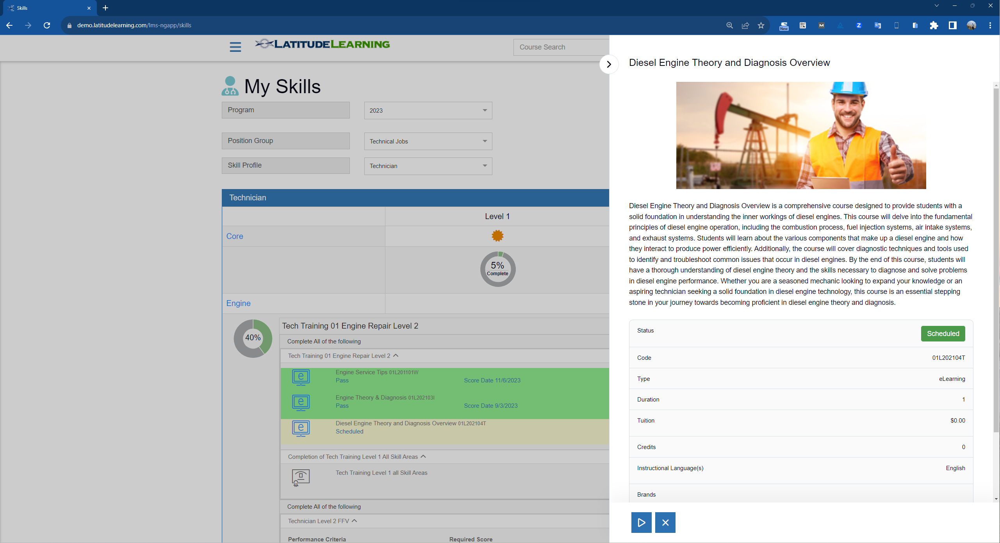 Skills
demo.latitudelearning.com/lms-ngapp/skills
New
LATITUDELEARNING
Course Search
My Skills
Program
2023
Position Group
Technical Jobs
Skill Profile
Technician
Technician
Level 1
Core
5%
Complete
Engine
40%
Tech Training 01 Engine Repair Level 2
Complete All of the following
Tech Training 01 Engine Repair Level 2
Engine Service Tips 01L201101W
Pass Score Date 11/6/2023
Engine Theory & Diagnosis 01L202103I
Pass Score Date 9/3/2023
Diesel Engine Theory and Diagnosis Overview 01L202104T
Scheduled
Completion of Tech Training Level 1 All Skill Areas
Tech Training Level 1 all Skill Areas
Complete All of the following
Technician Level 2 FFV
Performance Criteria Required Score
Diesel Engine Theory and Diagnosis Overview
Diesel Engine Theory and Diagnosis Overview is a comprehensive course designed to provide students with a
solid foundation in understanding the inner workings of diesel engines. This course will delve into the fundamental
principles of diesel engine operation, including the combustion process, fuel injection systems, air intake systems,
and exhaust systems. Students will learn about the various components that make up a diesel engine and how
they interact to produce power efficiently. Additionally, the course will cover diagnostic techniques and tools used
to identify and troubleshoot common issues that occur in diesel engines. By the end of this course, students will
have a thorough understanding of diesel engine theory and the skills necessary to diagnose and solve problems
in diesel engine performance. Whether you are a seasoned mechanic looking to expand your knowledge or an
aspiring technician seeking a solid foundation in diesel engine technology, this course is an essential stepping
stone in your journey towards becoming proficient in diesel engine theory and diagnosis.
Status Scheduled
Code 01L202104T
Type eLearning
Duration 1
Tuition $0.00
Credits 0
Instructional Language(s) English
Brands